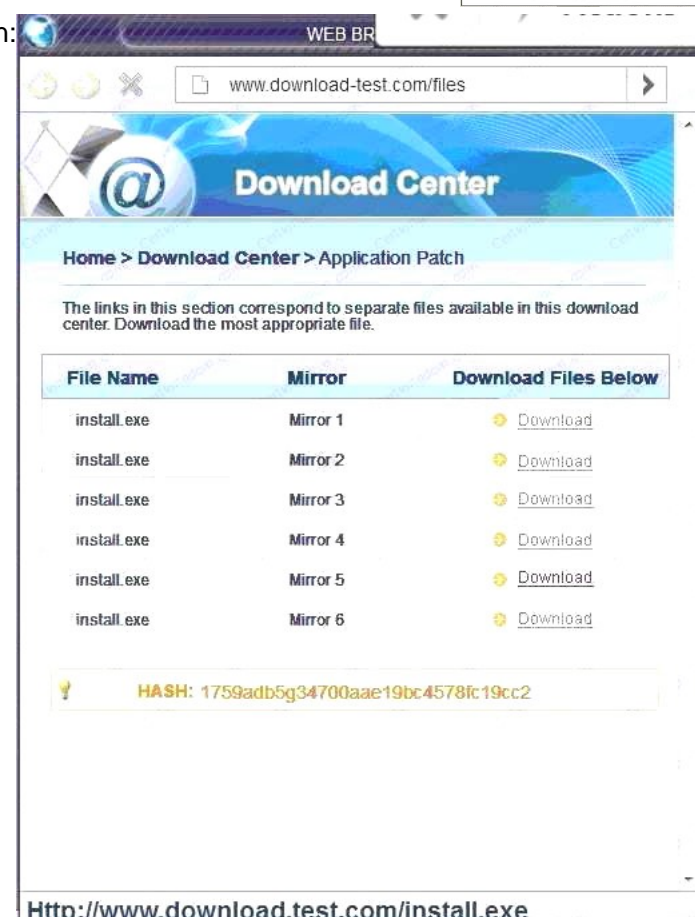 n:
WEB BR
www.download-test.com/files
@
Download Center
Home > Download Center > Application Patch
The links in this section correspond to separate files available in this download
center. Download the most appropriate file.
File Name Mirror Download Files Below
install.exe Mirror 1 Download
install.exe Mirror 2 Download
install.exe Mirror 3 Download
install.exe Mirror 4 Download
install.exe Mirror 5 Download
install.exe Mirror 6 Download
HASH: 1759adb5g34700aae19bc4578fc19cc2
Http://www.download.test.com/install.exe